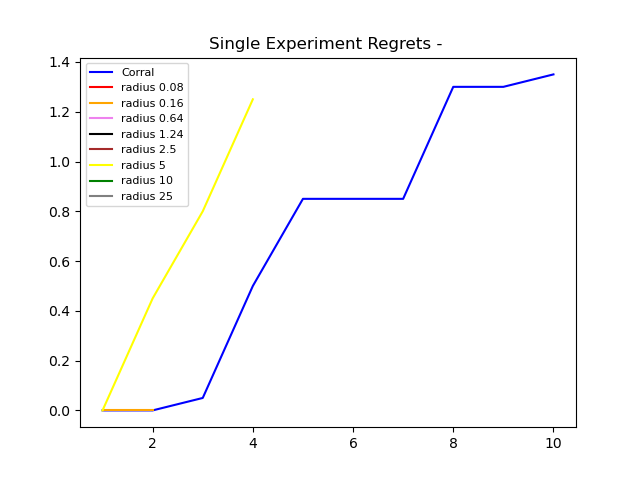 Single Experiment Regrets -
1.4
1.2
1.0
0.8
0.6
0.4
0.2
0.0
Corral
radius 0.08
radius 0.16
radius 0.64
radius 1.24
radius 2.5
radius 5
radius 10
radius 25
2 4 6 8 10